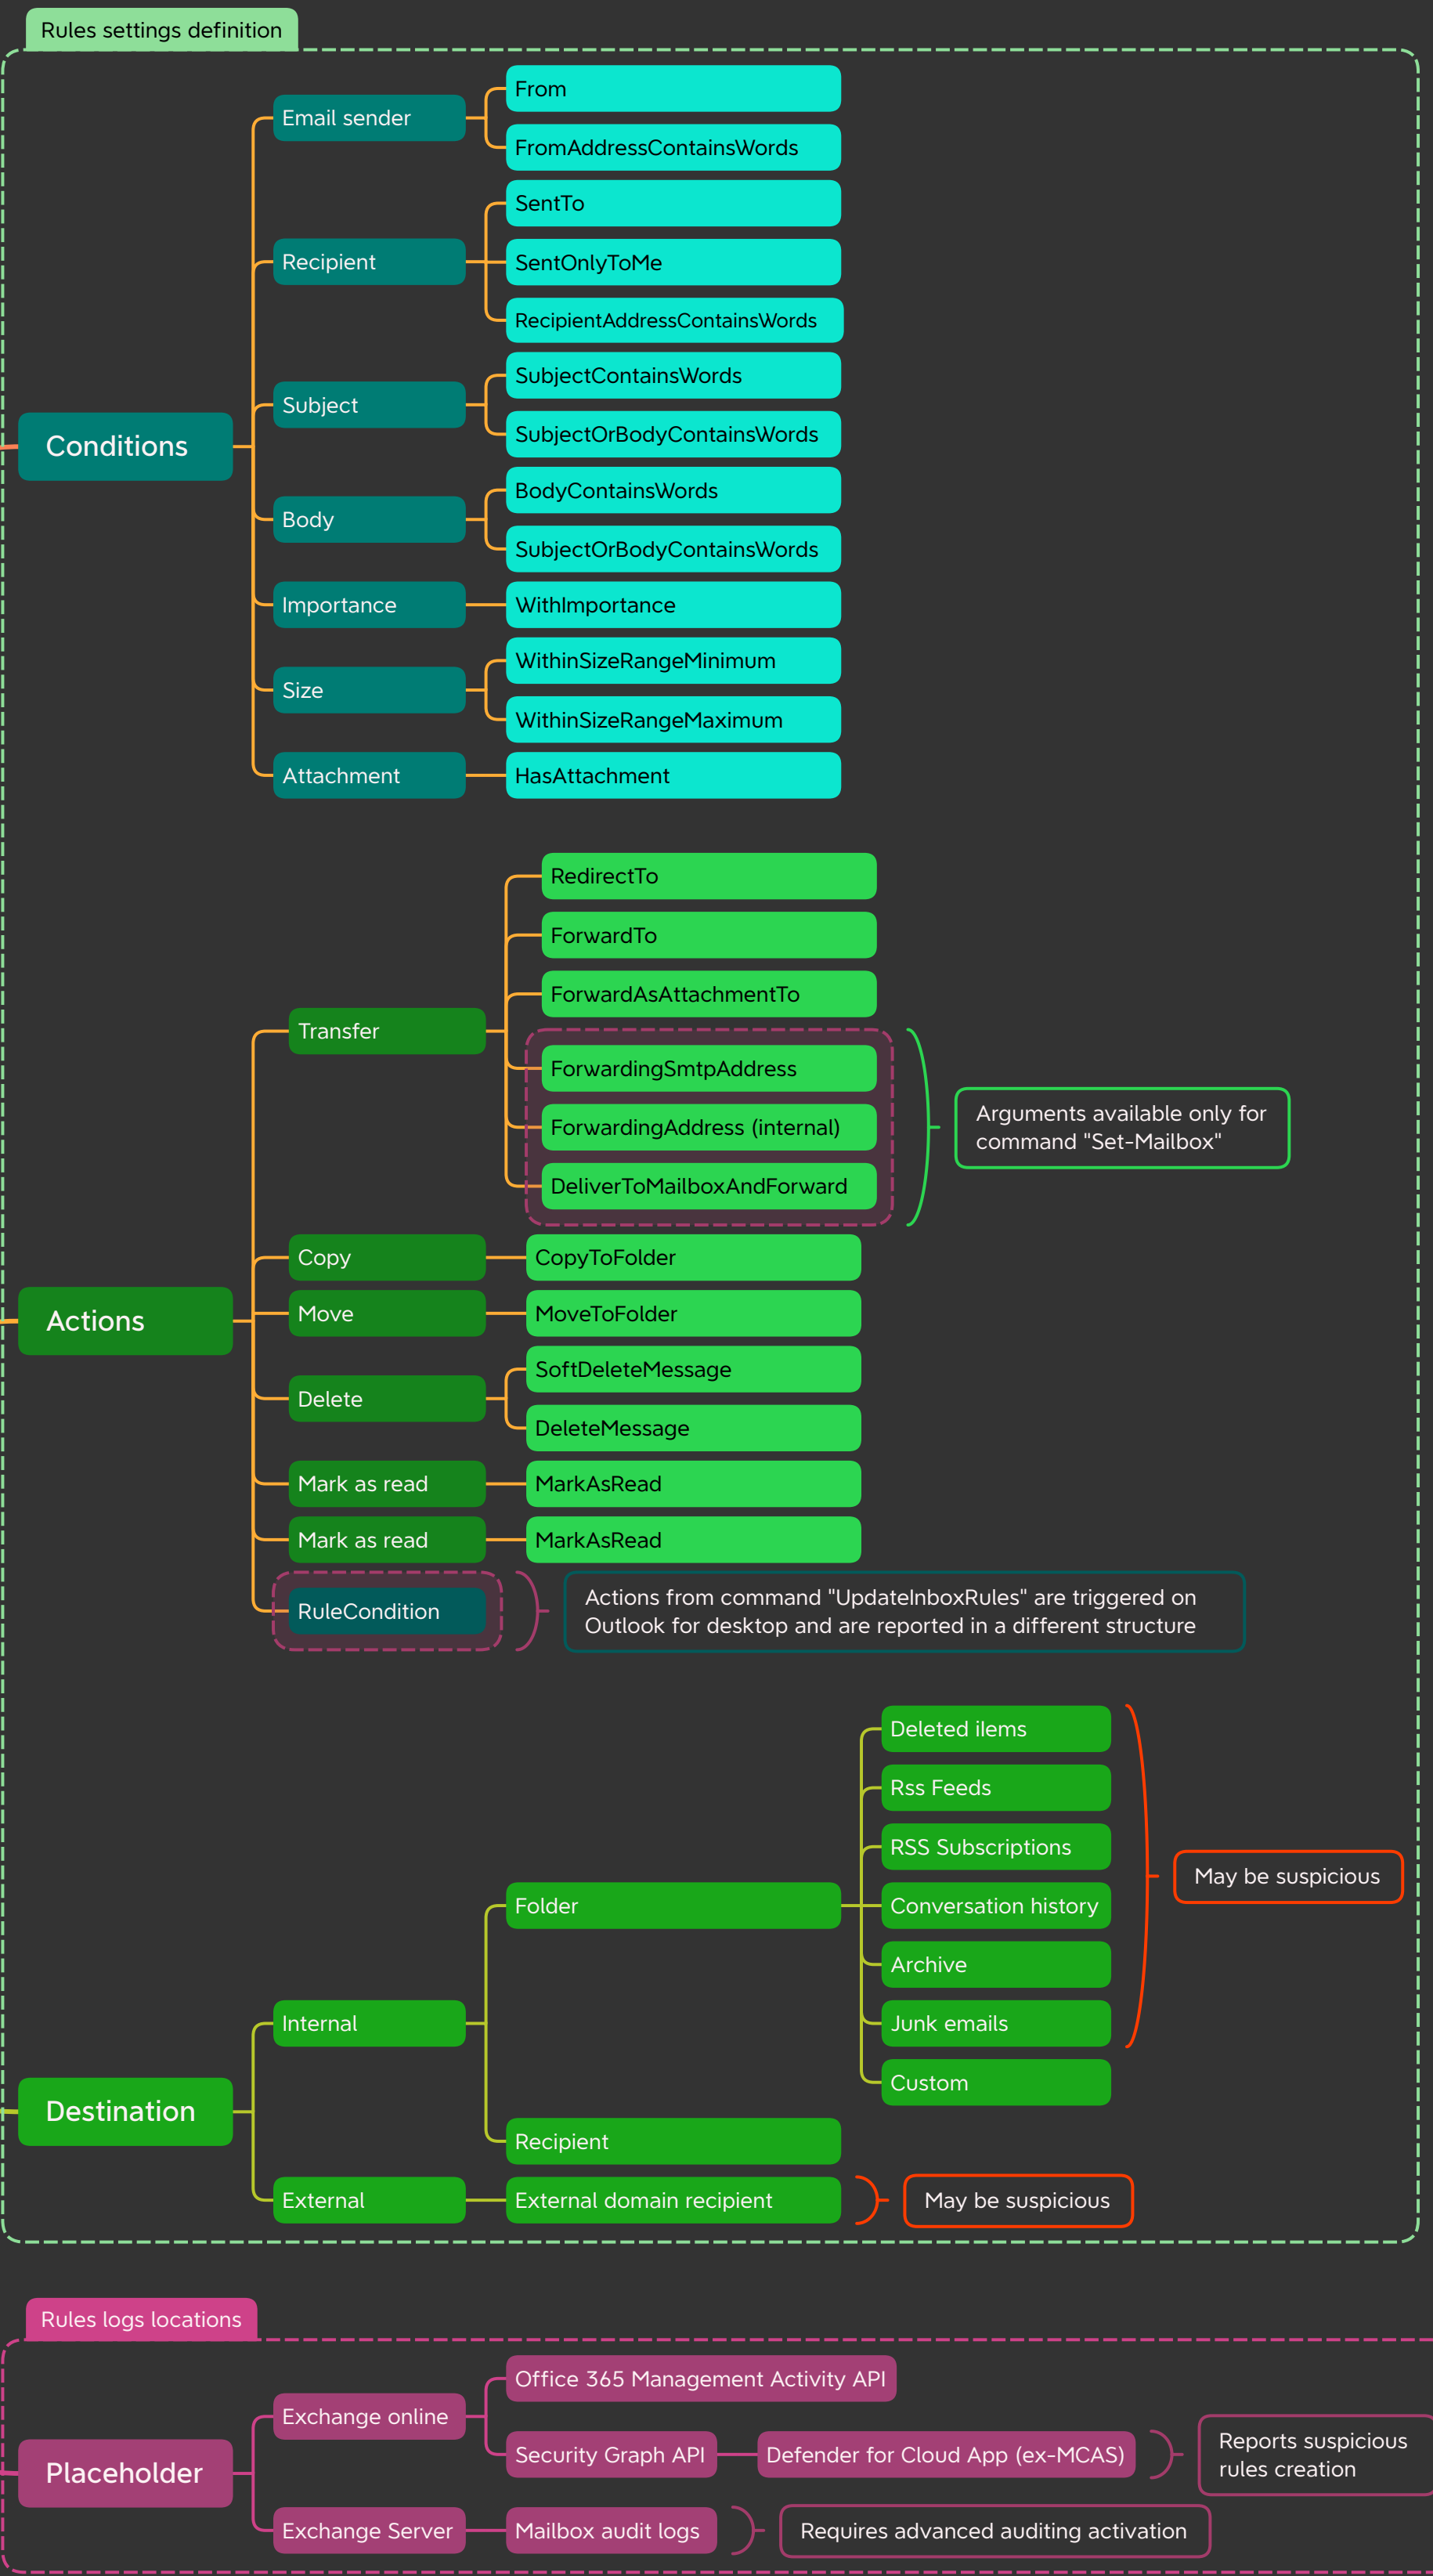 Rules settings definition
Conditions
Email sender
From
FromAddressContainsWords
Recipient
SentTo
SentOnlyToMe
RecipientAddressContainsWords
Subject
SubjectContainsWords
SubjectOrBodyContainsWords
Body
BodyContainsWords
SubjectOrBodyContainsWords
Importance
WithImportance
Size
WithinSizeRangeMinimum
WithinSizeRangeMaximum
Attachment
HasAttachment
Actions
Transfer
RedirectTo
ForwardTo
ForwardAsAttachmentTo
ForwardingSmtpAddress
ForwardingAddress (internal)
DeliverToMailboxAndForward
Arguments available only for
command "Set-Mailbox"
Copy
CopyToFolder
Move
MoveToFolder
Delete
SoftDeleteMessage
DeleteMessage
Mark as read
MarkAsRead
Mark as read
MarkAsRead
RuleCondition
Actions from command "UpdateInboxRules" are triggered on
Outlook for desktop and are reported in a different structure
Destination
Internal
Folder
Deleted ilems
Rss Feeds
RSS Subscriptions
Conversation history
Archive
Junk emails
May be suspicious
Custom
Recipient
External
External domain recipient
May be suspicious
Rules logs locations
Placeholder
Exchange online
Office 365 Management Activity API
Security Graph API
Defender for Cloud App (ex-MCAS)
Reports suspicious
rules creation
Exchange Server
Mailbox audit logs
Requires advanced auditing activation